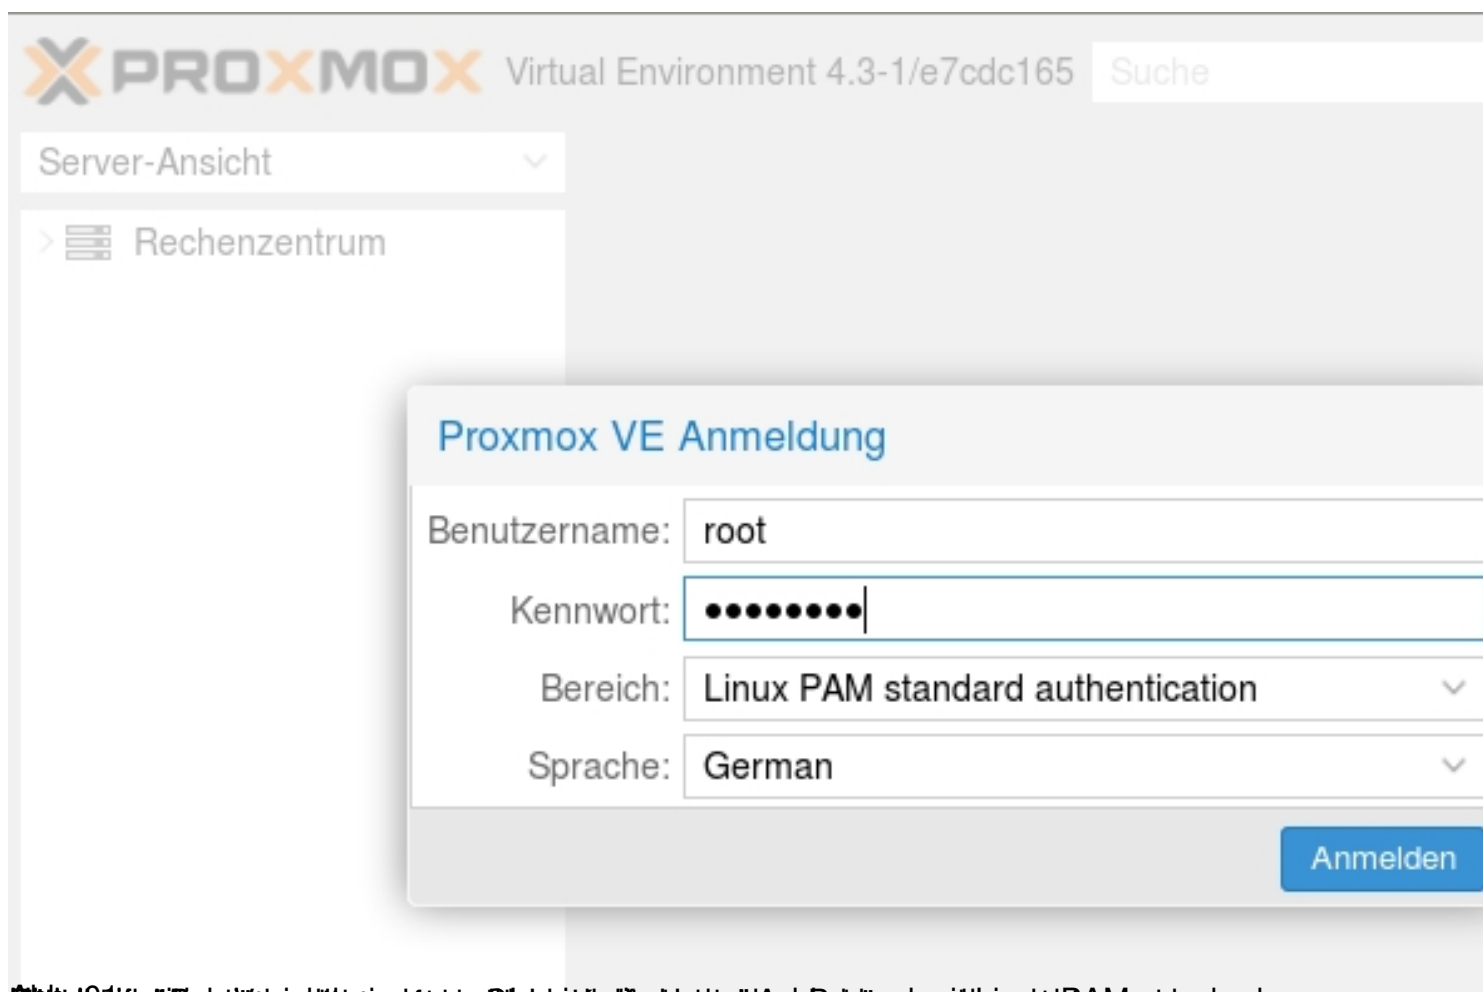 PROXMOX Virtual Environment 4.3-1/e7cdc165 Suche
Server-Ansicht
Rechenzentrum
Proxmox VE Anmeldung
Benutzername: root
Kennwort: ••••••••
Bereich: Linux PAM standard authentication
Sprache: German
Anmelden